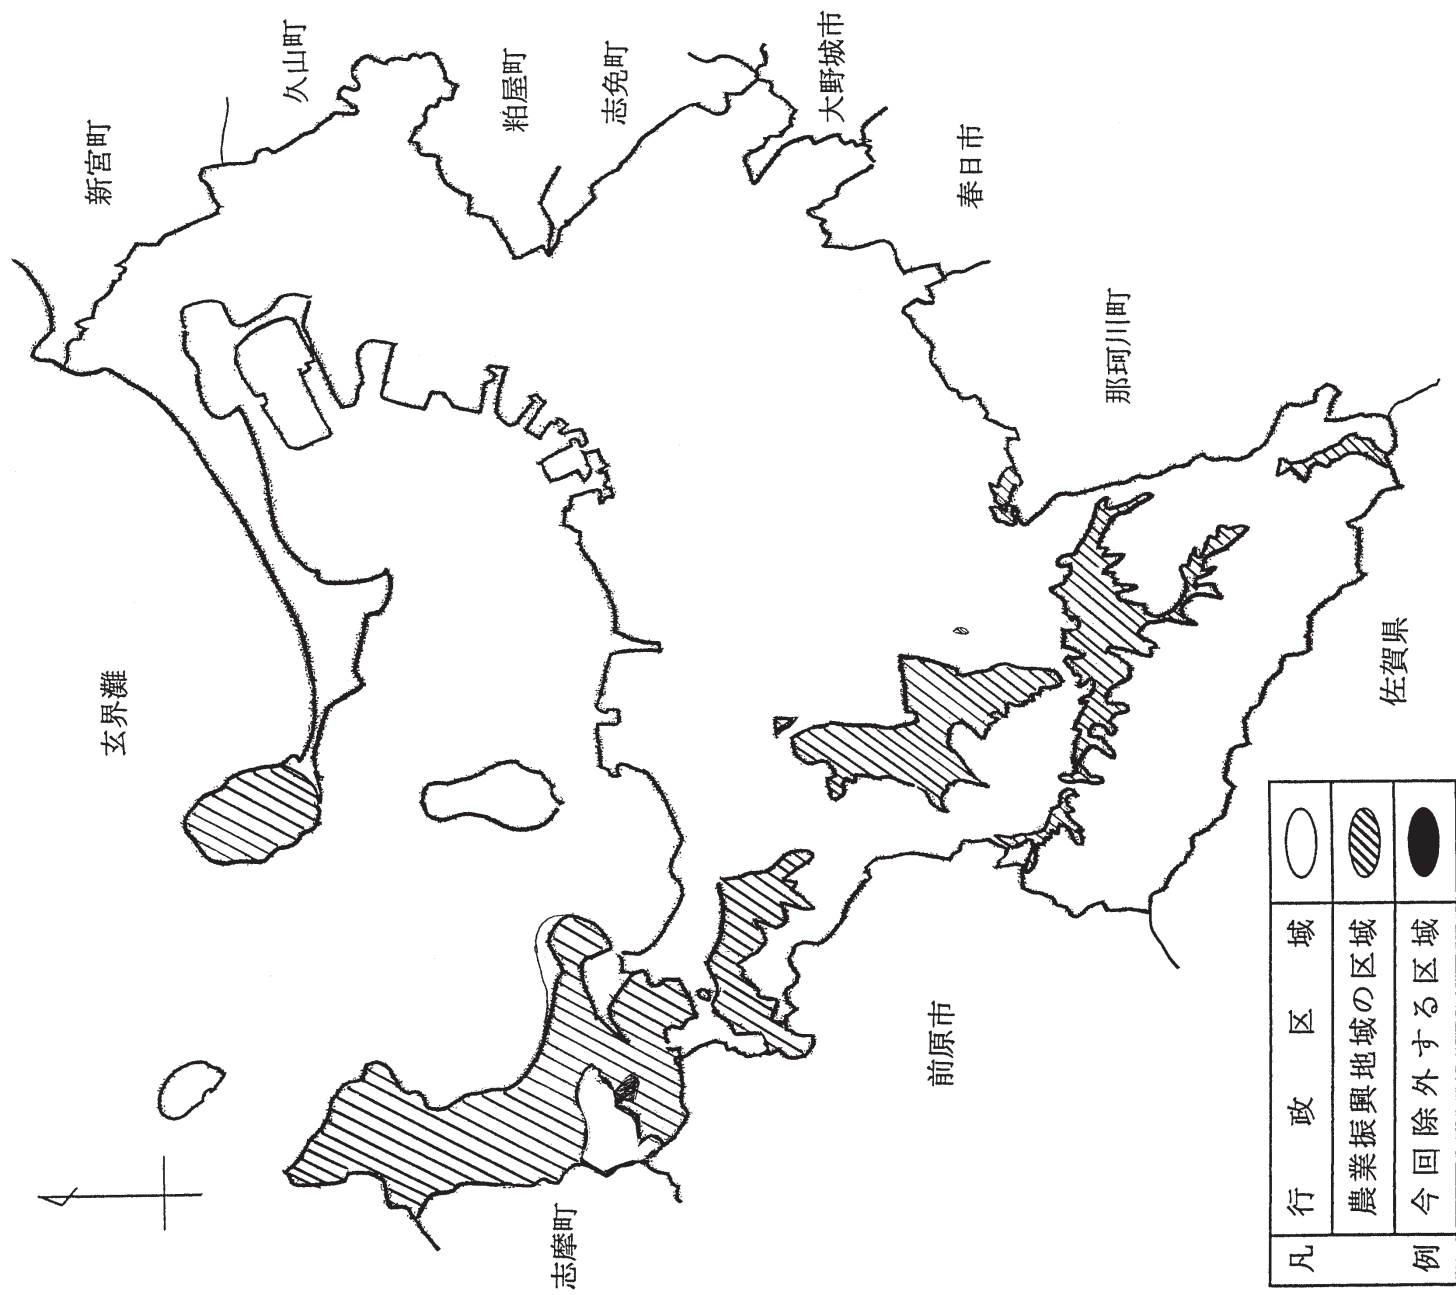 新宮町
久山町
粕屋町
志免町
大野城市
春日市
那珂川町
玄界灘
佐賀県
前原市
志摩町
凡例
行政区域
農業振興地域の区域
今回除外する区域